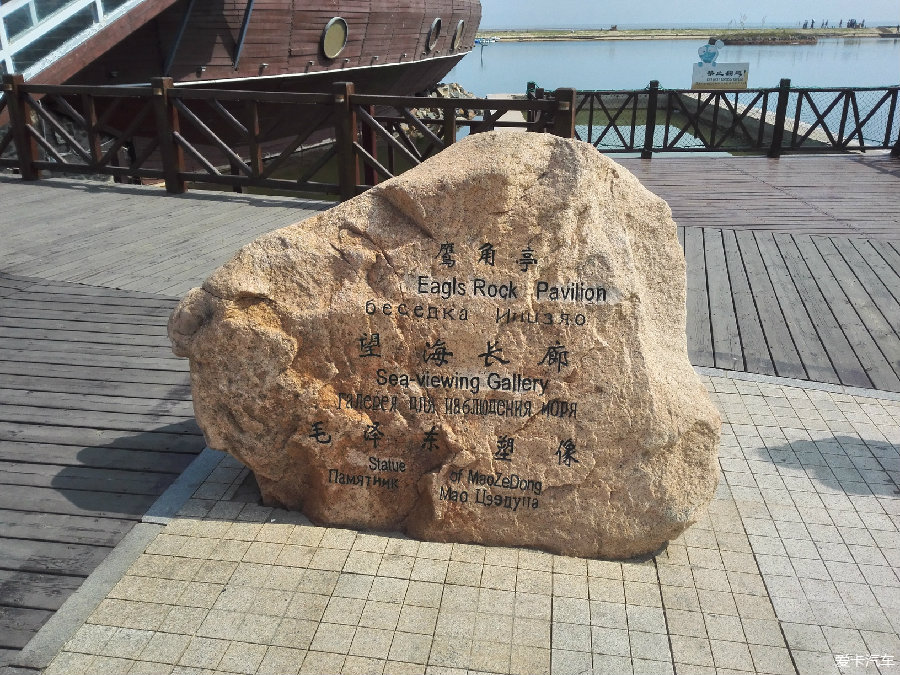 鹰角亭
Eagls Rock Pavilion
беседка Инцзяо
望海长廊
Sea-viewing Gallery
Галерея для наблюдения моря
毛泽东塑像
Statue of MaoZeDong
Памятник Мао Цзэдуна
爱卡汽车